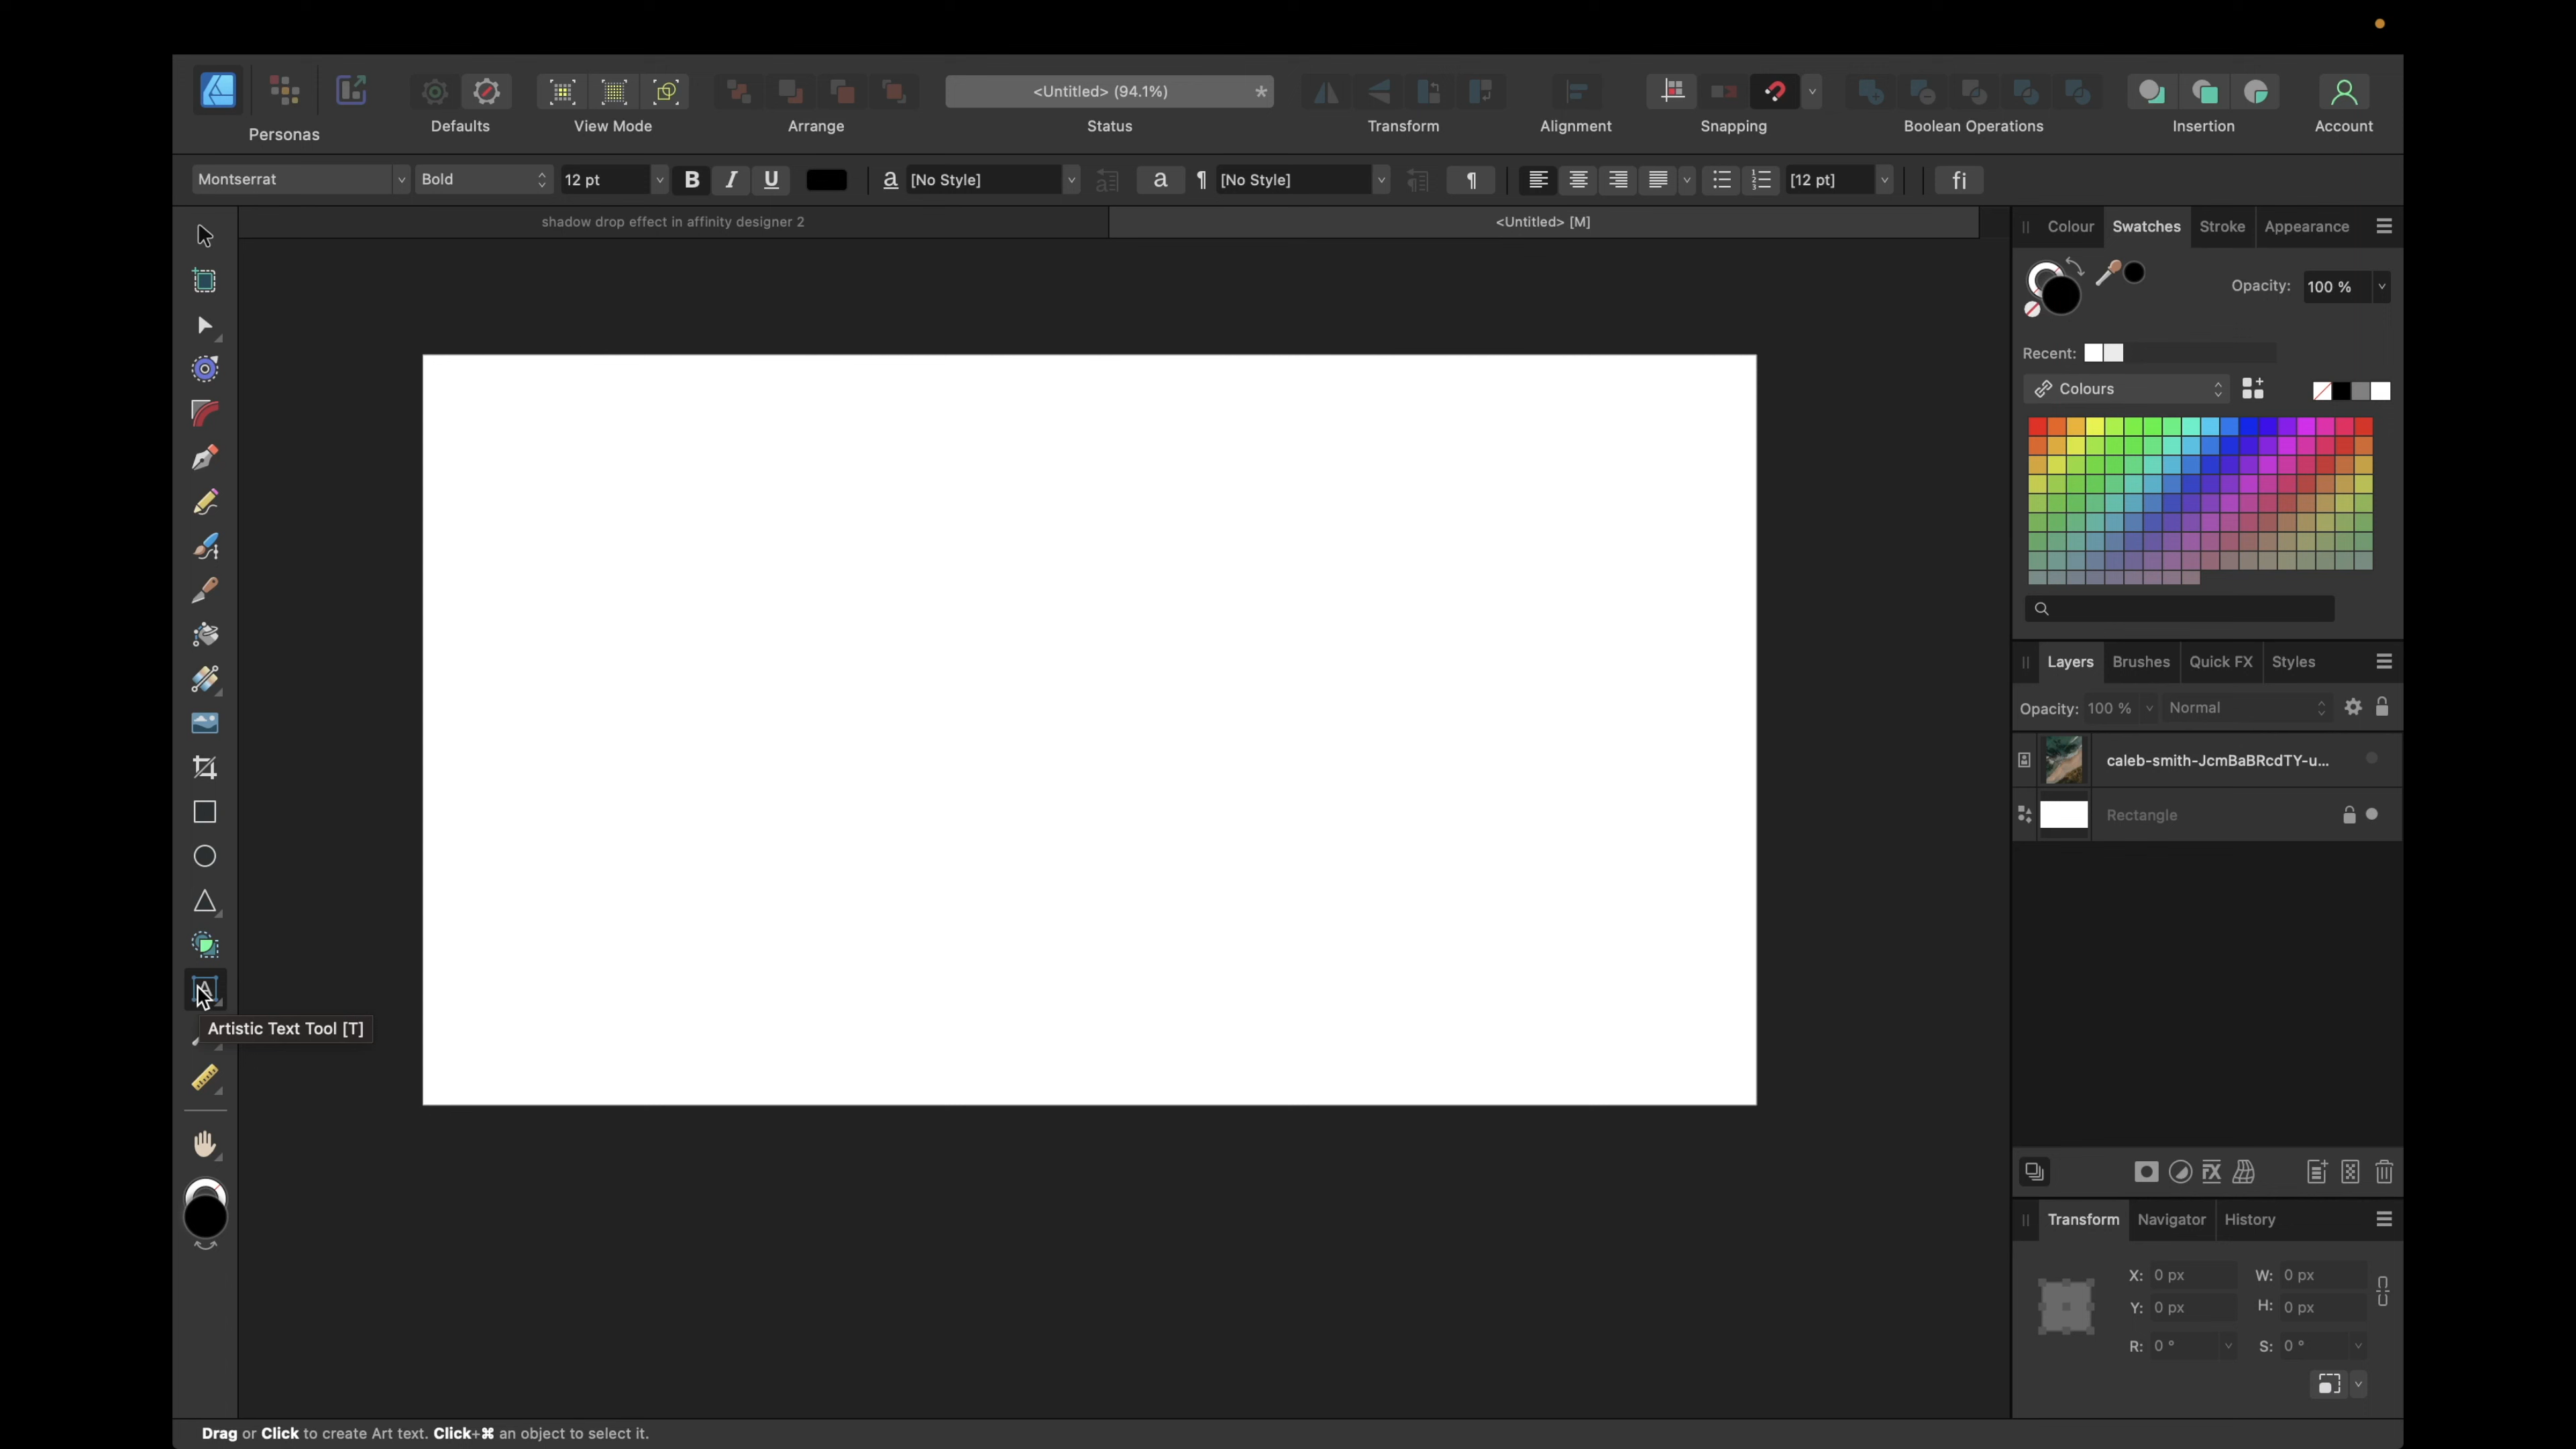 <Untitled> (94.1%)
*
Personas
Defaults
View Mode
Arrange
Status
Transform
Alignment
Snapping
Boolean Operations
Insertion
Account
Montserrat
Bold
12 pt
B
I
U
a
[No Style]
a
¶
[No Style]
¶
[12 pt]
fi
shadow drop effect in affinity designer 2
<Untitled> [M]
Colour
Swatches
Stroke
Appearance
Opacity:
100 %
Recent:
Colours
Layers
Brushes
Quick FX
Styles
Opacity: 100 %
Normal
caleb-smith-JcmBaBRcdTY-u...
Rectangle
A
Artistic Text Tool [T]
FX
Transform
Navigator
History
X: 0 px
W: 0 px
Y: 0 px
H: 0 px
R: 0 °
S: 0 °
Drag or Click to create Art text. Click+⌘ an object to select it.